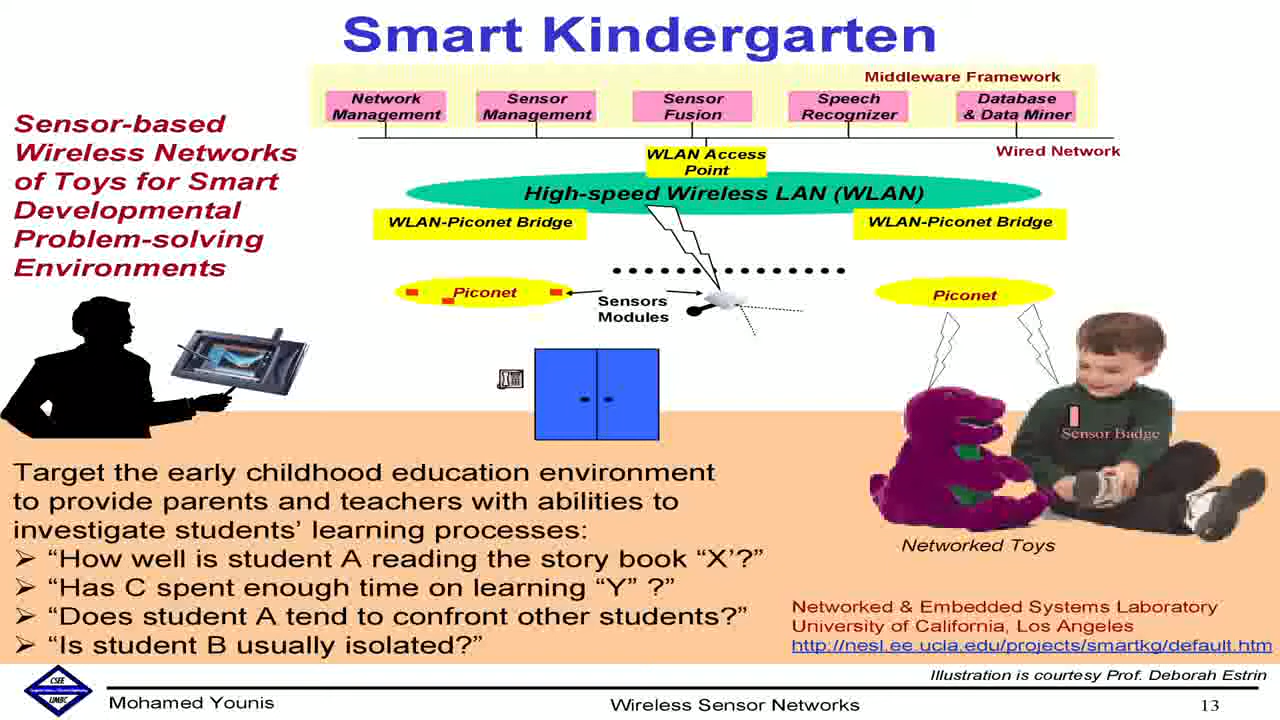 Smart Kindergarten
Middleware Framework
Network
Management
Sensor
Management
Sensor
Fusion
Speech
Recognizer
Database
& Data Miner
Wired Network
WLAN Access
Point
High-speed Wireless LAN (WLAN)
WLAN-Piconet Bridge
WLAN-Piconet Bridge
Sensor-based
Wireless Networks
of Toys for Smart
Developmental
Problem-solving
Environments
Piconet
Sensors
Modules
Piconet
Sensor Badge
Networked Toys
Target the early childhood education environment
to provide parents and teachers with abilities to
investigate students’ learning processes:
➢ “How well is student A reading the story book “X’?”
➢ “Has C spent enough time on learning “Y” ?”
➢ “Does student A tend to confront other students?”
➢ “Is student B usually isolated?”
Networked & Embedded Systems Laboratory
University of California, Los Angeles
http://nesl.ee.ucla.edu/projects/smartkg/default.htm
Illustration is courtesy Prof. Deborah Estrin
CSEE
UMBC
Mohamed Younis
Wireless Sensor Networks
13